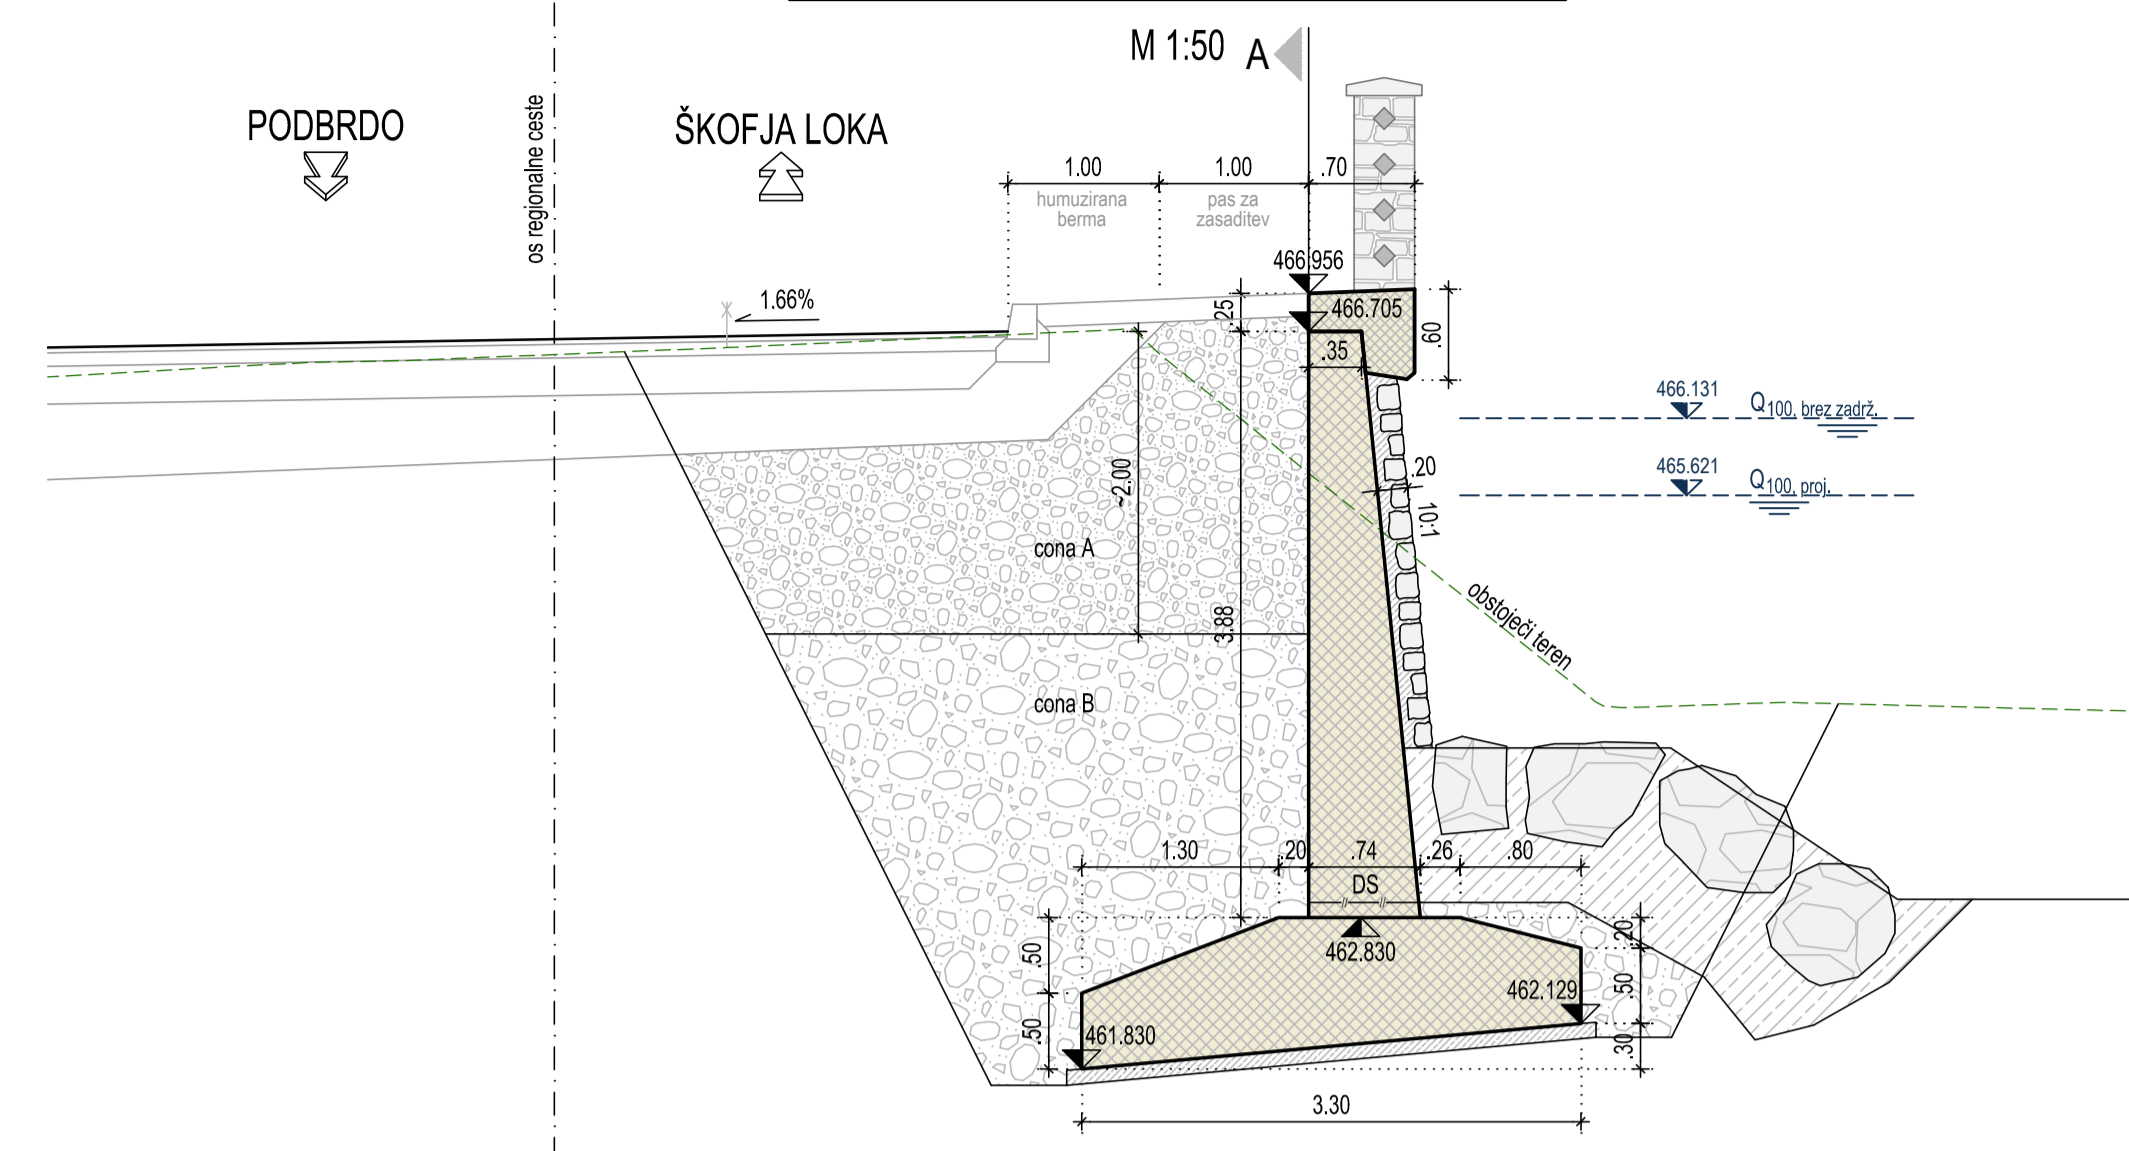 M 1:50
A
PODBRDO
ŠKOFJA LOKA
os regionalne ceste
1.00
1.00
.70
humuzirana
berma
pas za
zasaditev
466.956
1.66%
.25
466.705
.60
.35
466.131
Q100, brez zadrž.
465.621
Q100, proj.
.20
10:1
~2.00
cona A
3.88
obstoječi teren
cona B
1.30
.20
.74
.26
.80
DS
462.830
.50
.20
462.129
.50
461.830
.50
.30
3.30